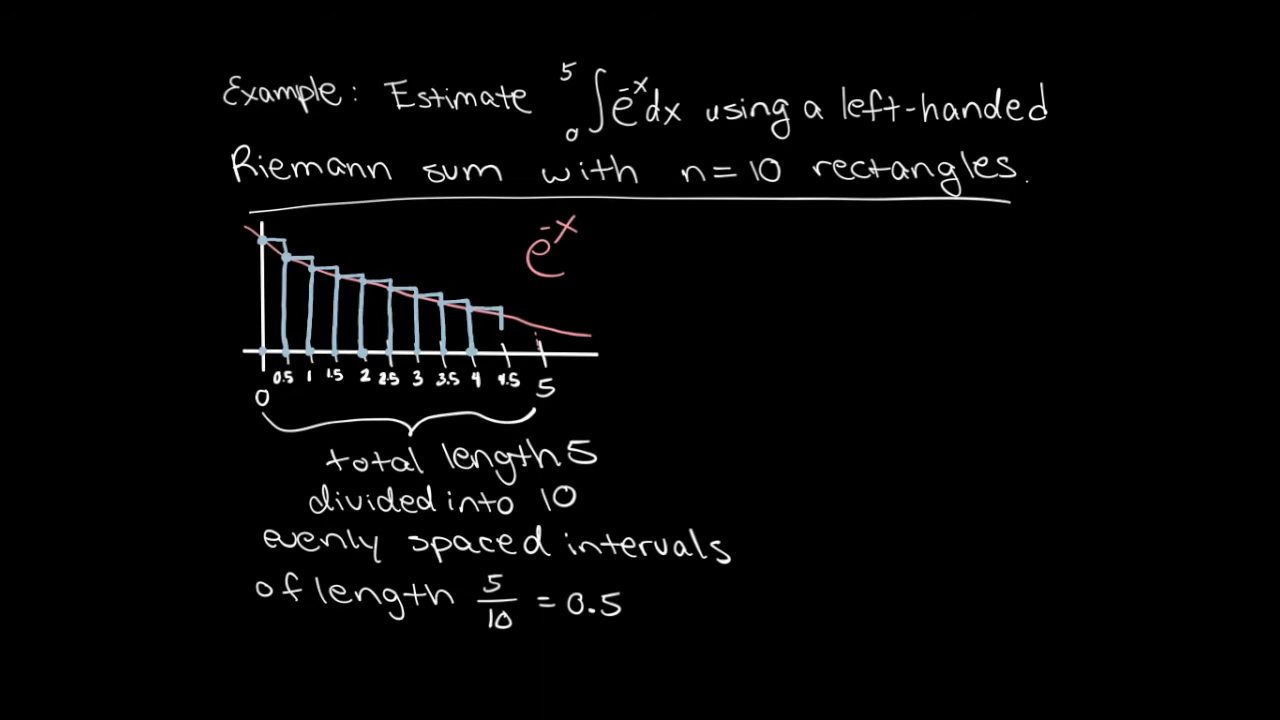 Example: Estimate ₀∫⁵ e⁻ˣ dx using a left-handed
Riemann sum with n=10 rectangles.
e⁻ˣ
0.5 1 1.5 2 2.5 3 3.5 4 4.5 5
0
total length 5
divided into 10
evenly spaced intervals
of length 5/10 = 0.5